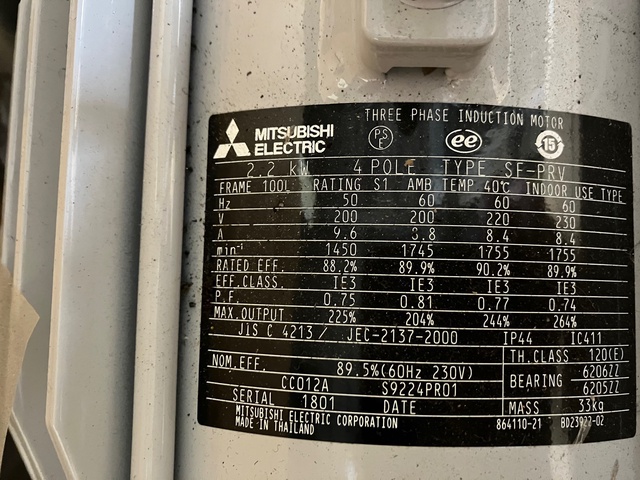 THREE PHASE INDUCTION MOTOR
MITSUBISHI ELECTRIC
PS E
ee
15
2.2 kW 4 POLE TYPE SF-PRV
FRAME 100L RATING S1 AMB TEMP 40℃ INDOOR USE TYPE
Hz 50 60 60 60
V 200 200 220 230
A 9.6 8.8 8.4 8.4
min⁻¹ 1450 1745 1755 1755
RATED EFF. 88.2% 89.9% 90.2% 89.9%
EFF.CLASS. IE3 IE3 IE3 IE3
P.F. 0.75 0.81 0.77 0.74
MAX.OUTPUT 225% 204% 244% 264%
JIS C 4213/ JEC-2137-2000 IP44 IC411
TH.CLASS 120(E)
NOM.EFF. 89.5%(60Hz 230V)
BEARING 6206ZZ
6205ZZ
CC012A S9224PR01
SERIAL 1801 DATE
MASS 33kg
MITSUBISHI ELECTRIC CORPORATION
MADE IN THAILAND
864110-21 BD23922-02